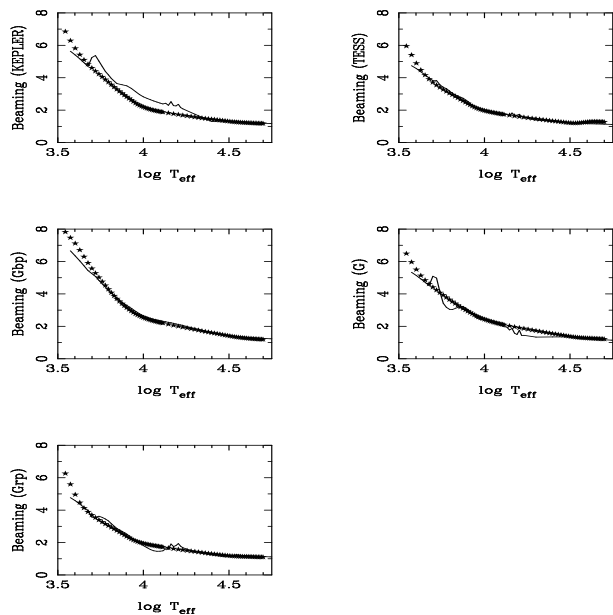 Beaming (KEPLER)
0 2 4 6 8
3.5 4 4.5
log T_eff
Beaming (TESS)
0 2 4 6 8
3.5 4 4.5
log T_eff
Beaming (Gbp)
0 2 4 6 8
3.5 4 4.5
log T_eff
Beaming (G)
0 2 4 6 8
3.5 4 4.5
log T_eff
Beaming (Grp)
0 2 4 6 8
3.5 4 4.5
log T_eff